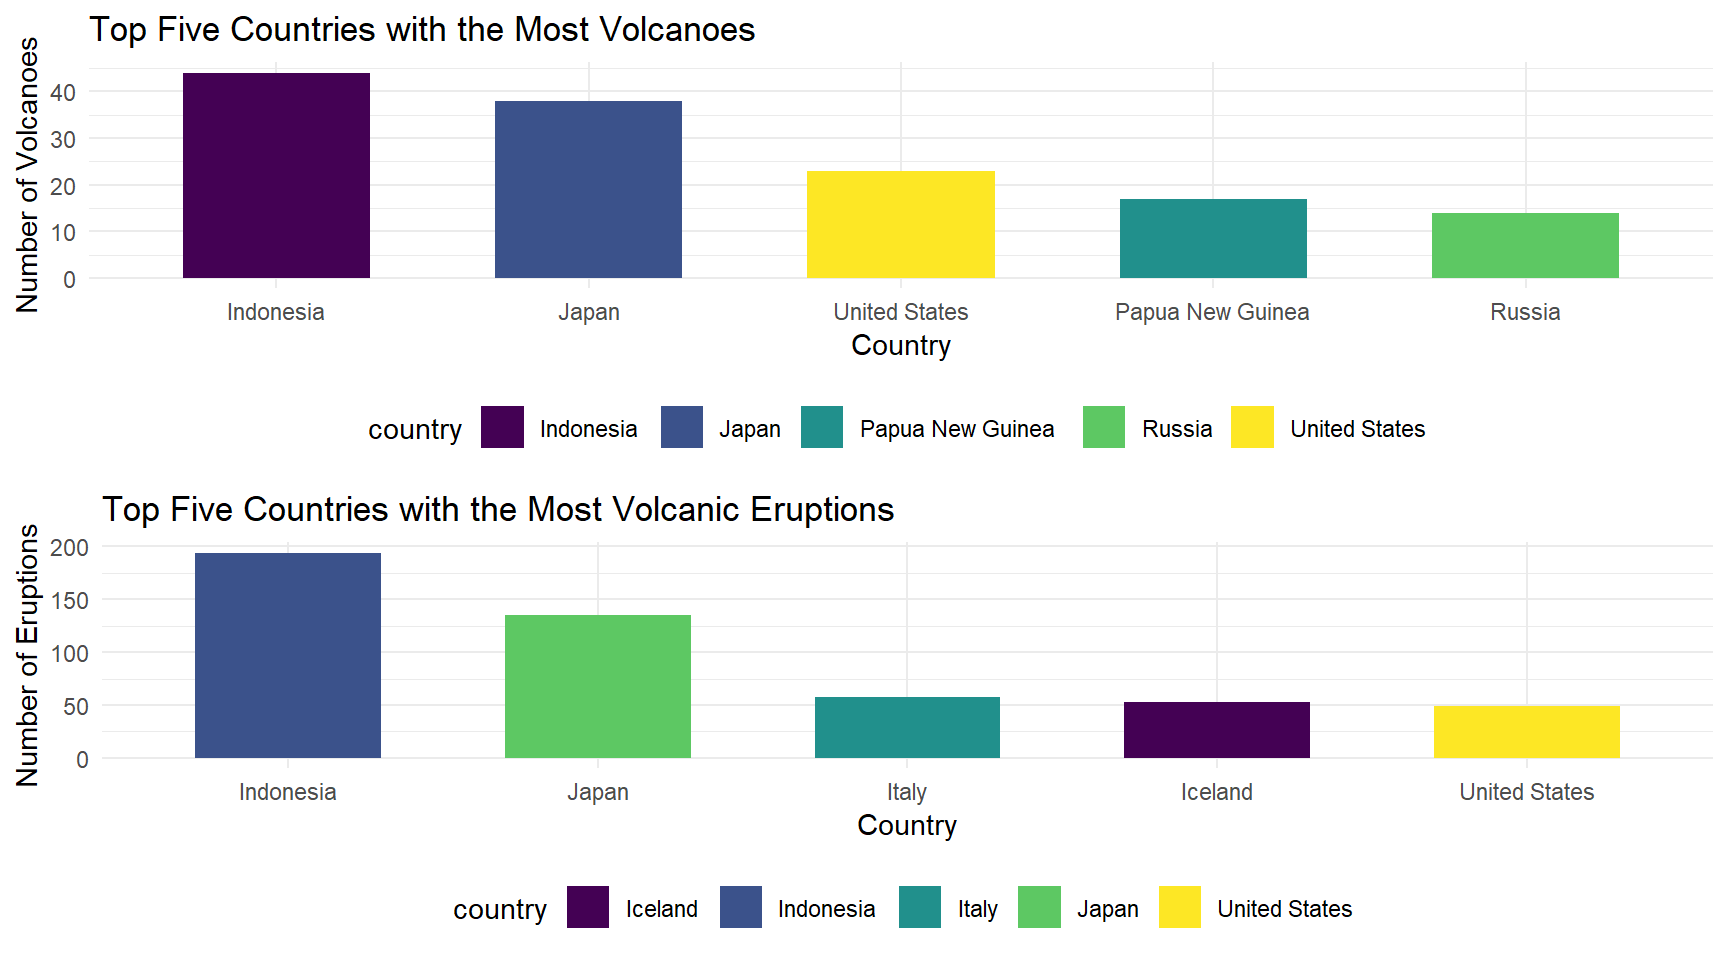 Top Five Countries with the Most Volcanoes
Number of Volcanoes
40
30
20
10
0
Indonesia Japan United States Papua New Guinea Russia
Country
country Indonesia Japan Papua New Guinea Russia United States
Top Five Countries with the Most Volcanic Eruptions
Number of Eruptions
200
150
100
50
0
Indonesia Japan Italy Iceland United States
Country
country Iceland Indonesia Italy Japan United States